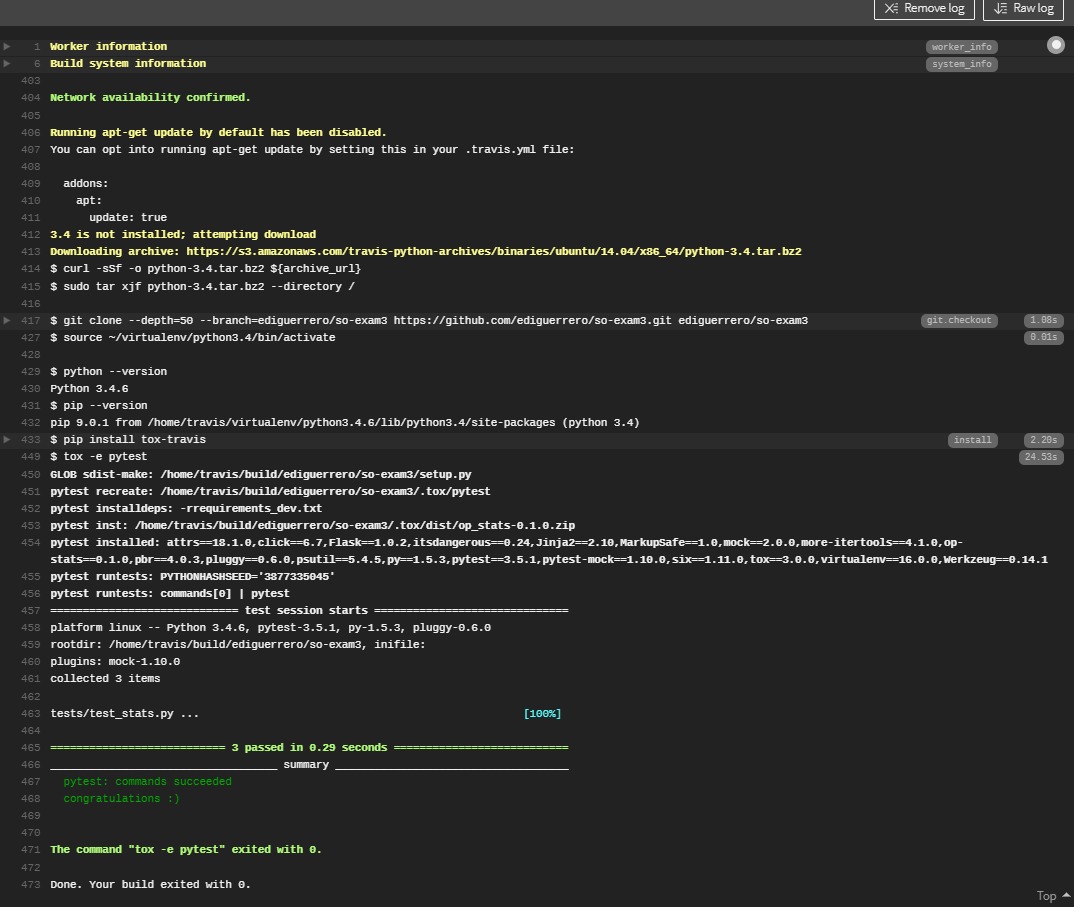 Remove log
Raw log
1 Worker information worker_info
6 Build system information system_info
403
404 Network availability confirmed.
405
406 Running apt-get update by default has been disabled.
407 You can opt into running apt-get update by setting this in your .travis.yml file:
408
409 addons:
410 apt:
411 update: true
412 3.4 is not installed; attempting download
413 Downloading archive: https://s3.amazonaws.com/travis-python-archives/binaries/ubuntu/14.04/x86_64/python-3.4.tar.bz2
414 $ curl -sSf -o python-3.4.tar.bz2 ${archive_url}
415 $ sudo tar xjf python-3.4.tar.bz2 --directory /
416
417 $ git clone --depth=50 --branch=ediguerrero/so-exam3 https://github.com/ediguerrero/so-exam3.git ediguerrero/so-exam3 git.checkout 1.08s
427 $ source ~/virtualenv/python3.4/bin/activate 0.01s
428
429 $ python --version
430 Python 3.4.6
431 $ pip --version
432 pip 9.0.1 from /home/travis/virtualenv/python3.4.6/lib/python3.4/site-packages (python 3.4)
433 $ pip install tox-travis install 2.20s
449 $ tox -e pytest 24.53s
450 GLOB sdist-make: /home/travis/build/ediguerrero/so-exam3/setup.py
451 pytest recreate: /home/travis/build/ediguerrero/so-exam3/.tox/pytest
452 pytest installdeps: -rrequirements_dev.txt
453 pytest inst: /home/travis/build/ediguerrero/so-exam3/.tox/dist/op_stats-0.1.0.zip
454 pytest installed: attrs==18.1.0,click==6.7,Flask==1.0.2,itsdangerous==0.24,Jinja2==2.10,MarkupSafe==1.0,mock==2.0.0,more-itertools==4.1.0,op-
stats==0.1.0,pbr==4.0.3,pluggy==0.6.0,psutil==5.4.5,py==1.5.3,pytest==3.5.1,pytest-mock==1.10.0,six==1.11.0,tox==3.0.0,virtualenv==16.0.0,Werkzeug==0.14.1
455 pytest runtests: PYTHONHASHSEED='3877335045'
456 pytest runtests: commands[0] | pytest
457 ============================= test session starts ==============================
458 platform linux -- Python 3.4.6, pytest-3.5.1, py-1.5.3, pluggy-0.6.0
459 rootdir: /home/travis/build/ediguerrero/so-exam3, inifile:
460 plugins: mock-1.10.0
461 collected 3 items
462
463 tests/test_stats.py ... [100%]
464
465 =========================== 3 passed in 0.29 seconds ===========================
466 ___________________________________ summary ____________________________________
467 pytest: commands succeeded
468 congratulations :)
469
470
471 The command "tox -e pytest" exited with 0.
472
473 Done. Your build exited with 0.
Top